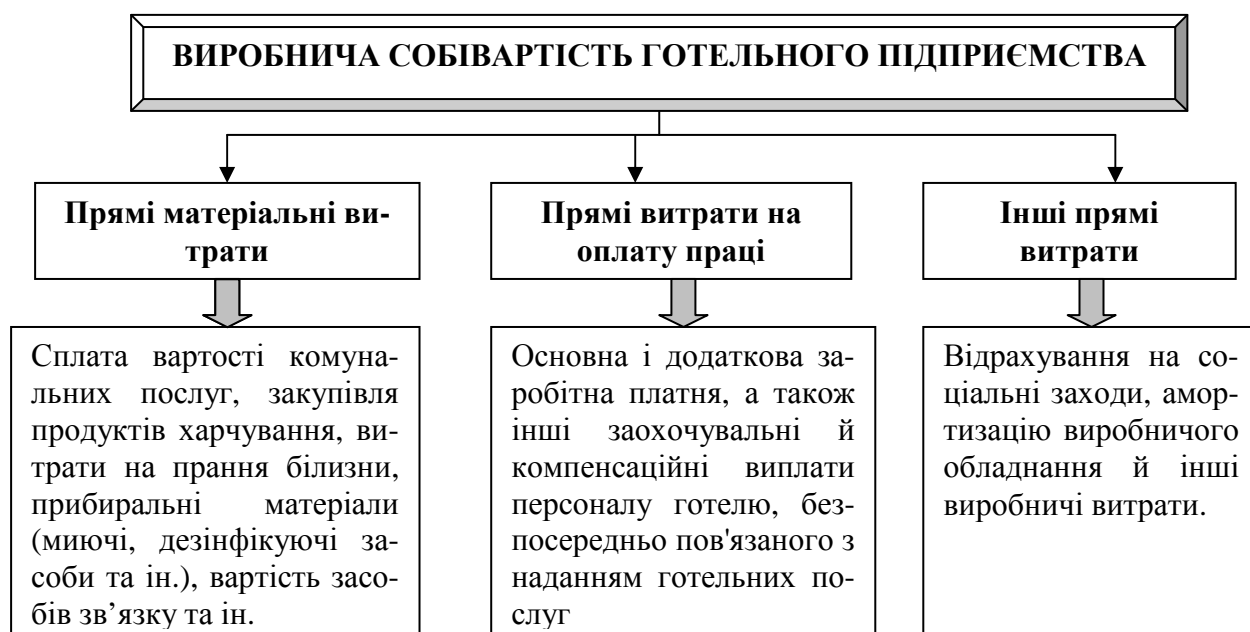 ВИРОБНИЧА СОБІВАРТІСТЬ ГОТЕЛЬНОГО ПІДПРИЄМСТВА
Прямі матеріальні ви-
трати
Прямі витрати на
оплату праці
Інші прямі
витрати
Сплата вартості комуна-
льних послуг, закупівля
продуктів харчування, ви-
трати на прання білизни,
прибиральні матеріали
(миючі, дезінфікуючі за-
соби та ін.), вартість засо-
бів зв’язку та ін.
Основна і додаткова за-
робітна платня, а також
інші заохочувальні й
компенсаційні виплати
персоналу готелю, без-
посередньо пов'язаного з
наданням готельних по-
слуг
Відрахування на со-
ціальні заходи, амор-
тизацію виробничого
обладнання й інші
виробничі витрати.